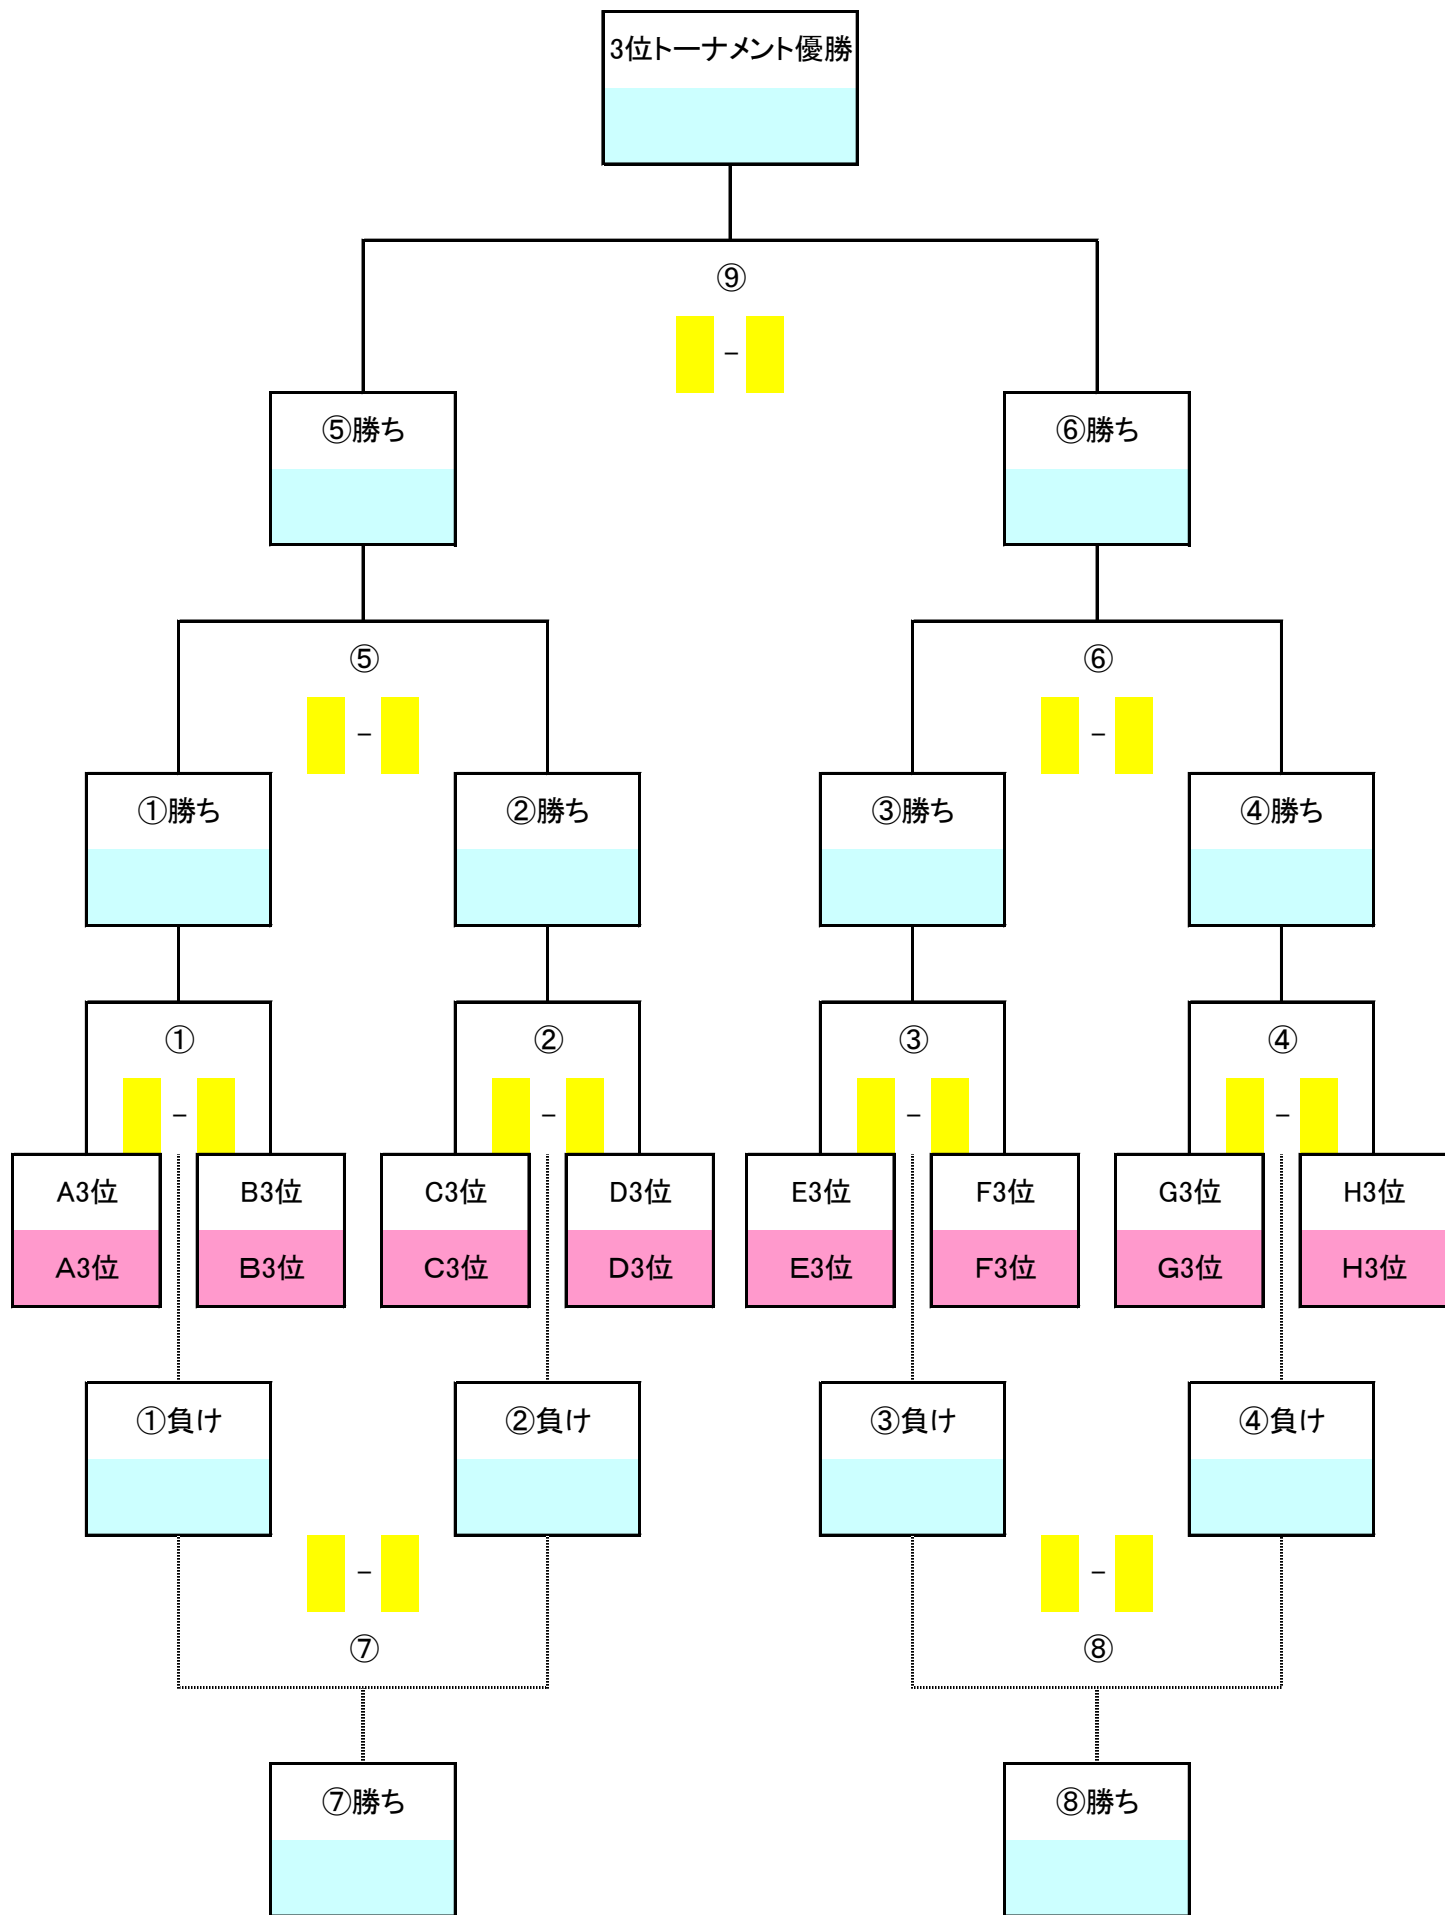 3位トーナメント優勝
⑨
-
⑤勝ち ⑥勝ち
⑤ ⑥
- -
①勝ち ②勝ち ③勝ち ④勝ち
① ② ③ ④
- - - -
A3位 B3位 C3位 D3位 E3位 F3位 G3位 H3位
A3位 B3位 C3位 D3位 E3位 F3位 G3位 H3位
①負け ②負け ③負け ④負け
- -
⑦ ⑧
⑦勝ち ⑧勝ち